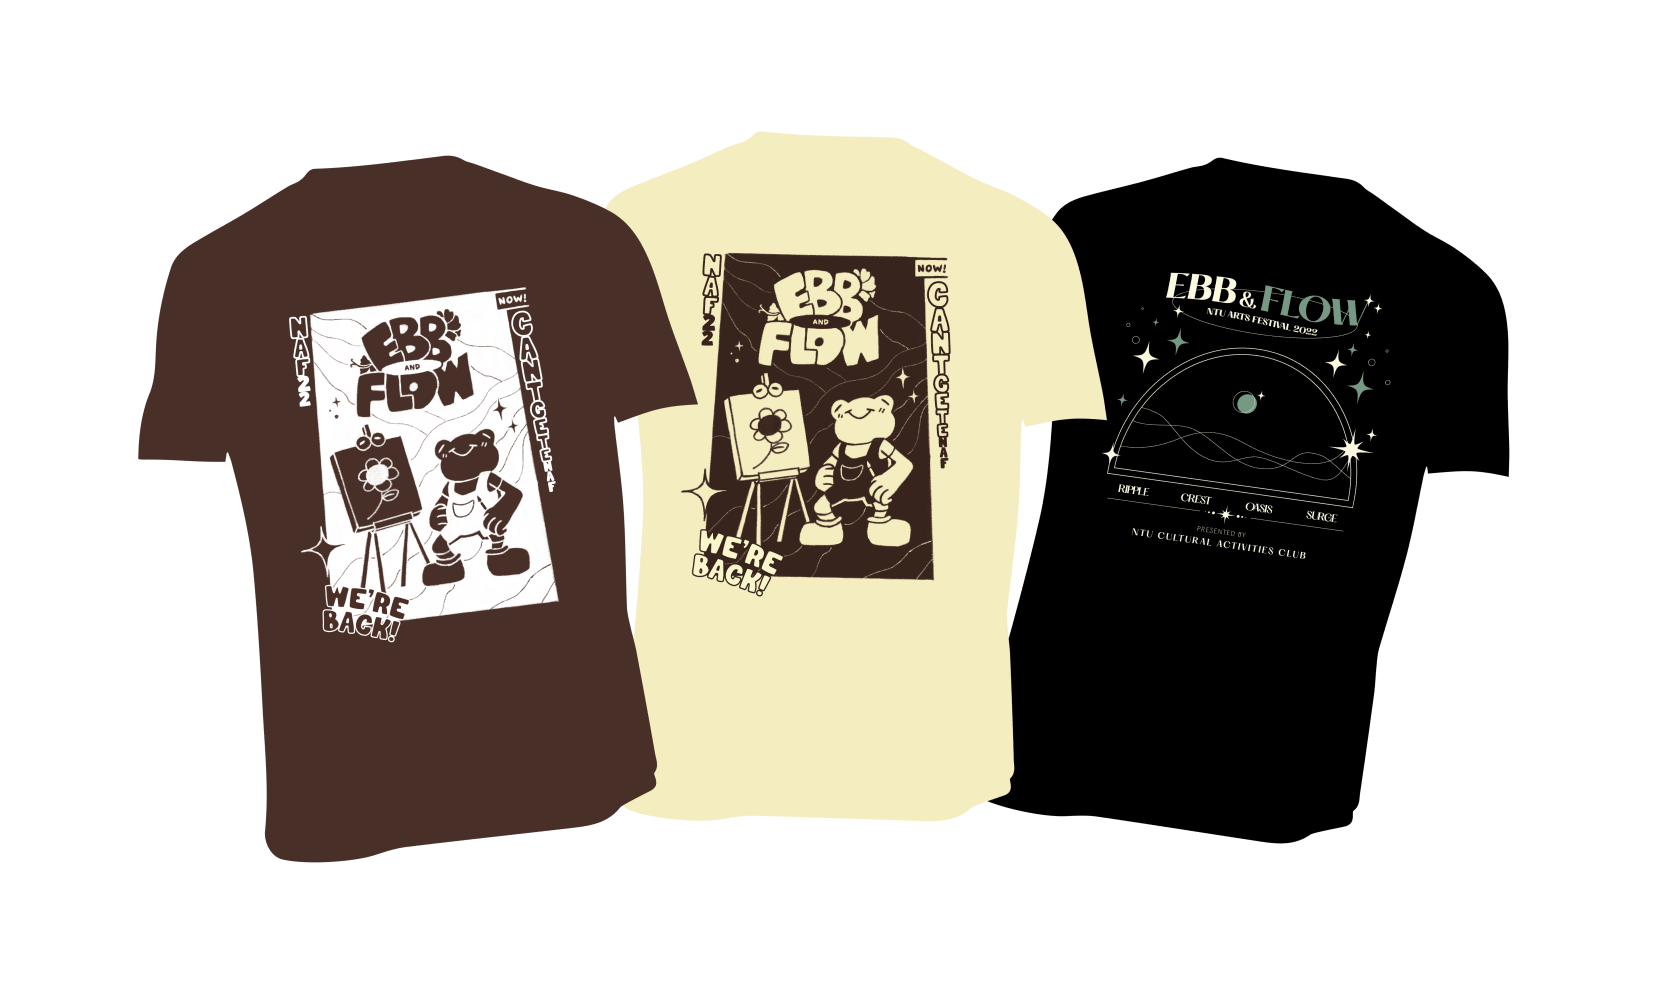 NAF22
NOW!
CANTGETENAF
EBB
AND
FLOW
WE'RE
BACK!
NAF22
NOW!
CANTGETENAF
EBB
AND
FLOW
WE'RE
BACK!
EBB & FLOW
NTU ARTS FESTIVAL 2022
RIPPLE CREST OASIS SURGE
PRESENTED BY
NTU CULTURAL ACTIVITIES CLUB